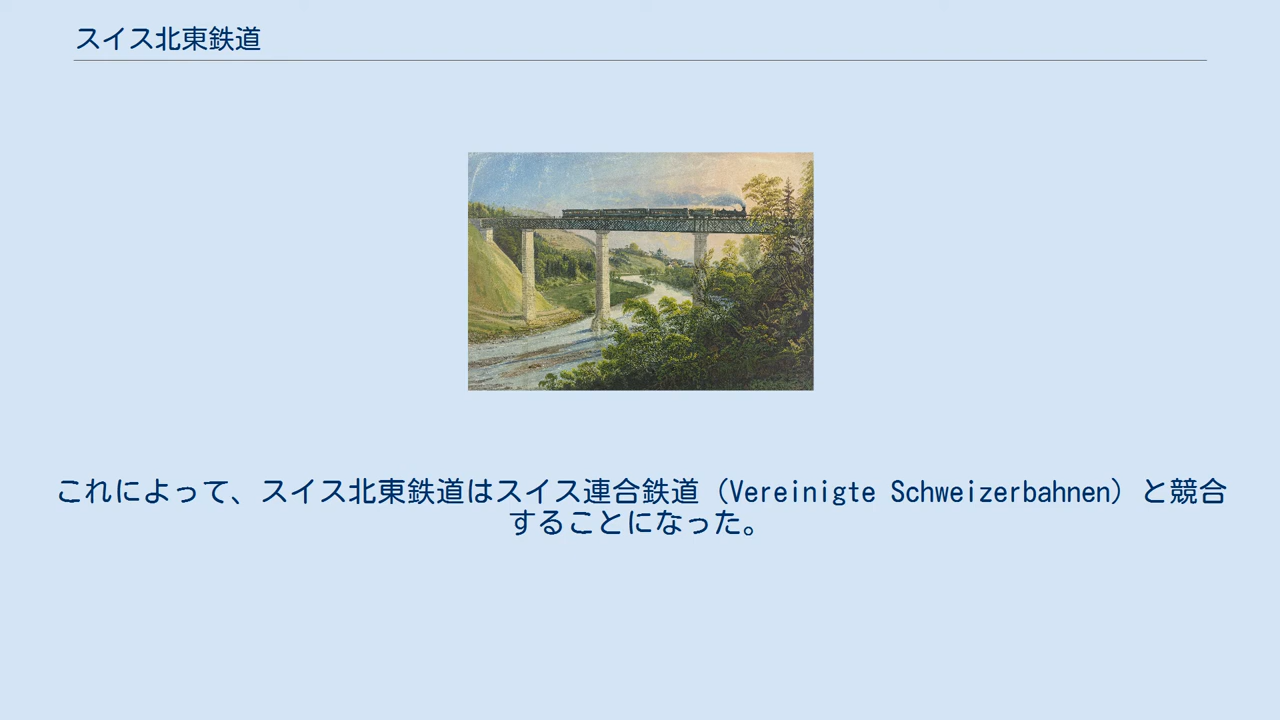 スイス北東鉄道
これによって、スイス北東鉄道はスイス連合鉄道（Vereinigte Schweizerbahnen）と競合
することになった。